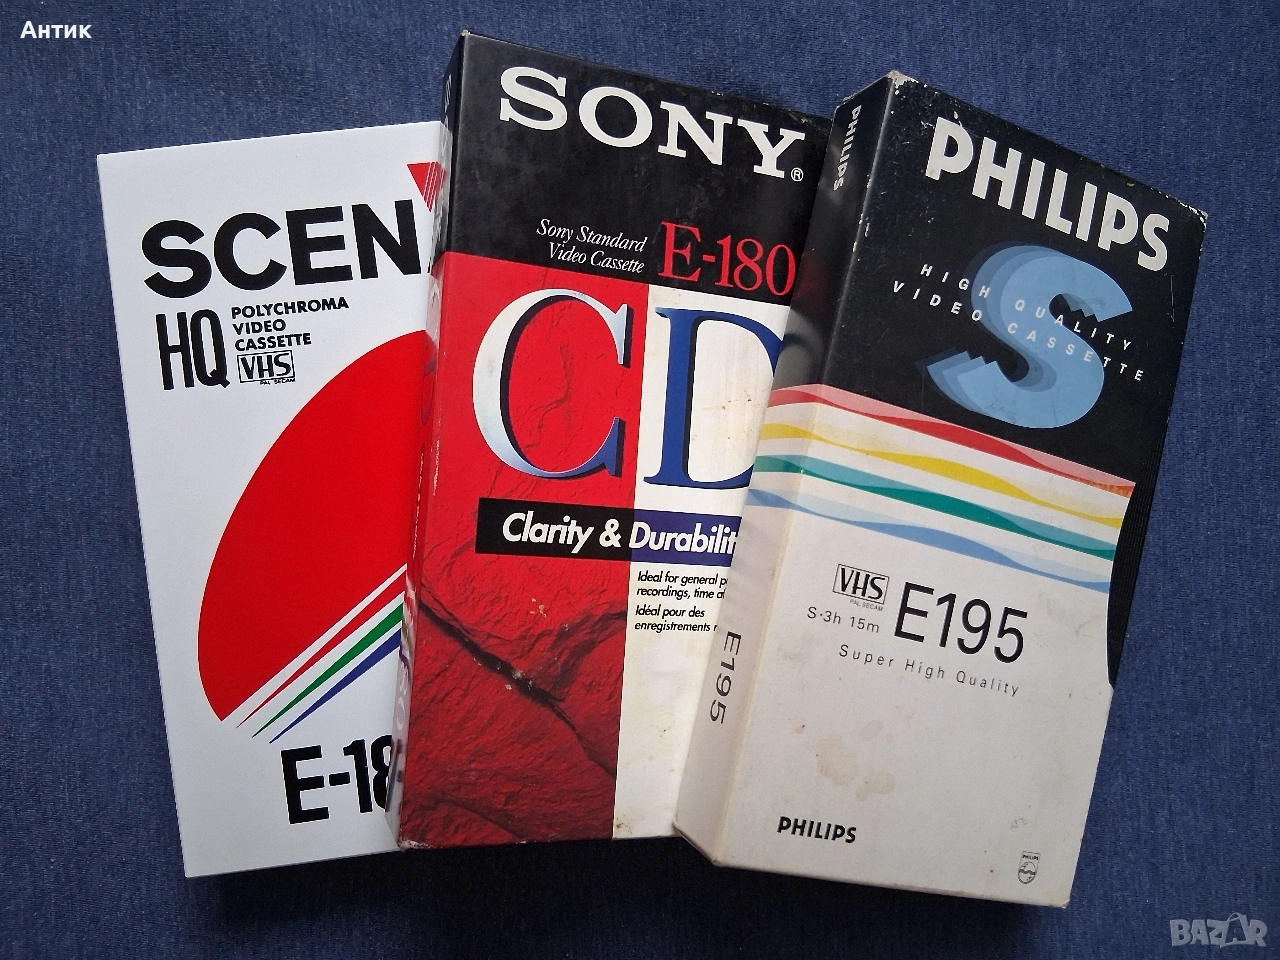 Антик
SCEN
HQ
POLYCHROMA
VIDEO
CASSETTE
VHS
PAL SECAM
E-18
SONY®
Sony Standard
Video Cassette
E-180
CD
Clarity & Durabilit
Ideal for general p
recordings, time a
Idéal pour des
enregistrements
PHILIPS
E195
PHILIPS
S
HIGH QUALITY
VIDEO CASSETTE
VHS
PAL SECAM
S·3h 15m
E195
Super High Quality
PHILIPS
PHILIPS
BAZAR